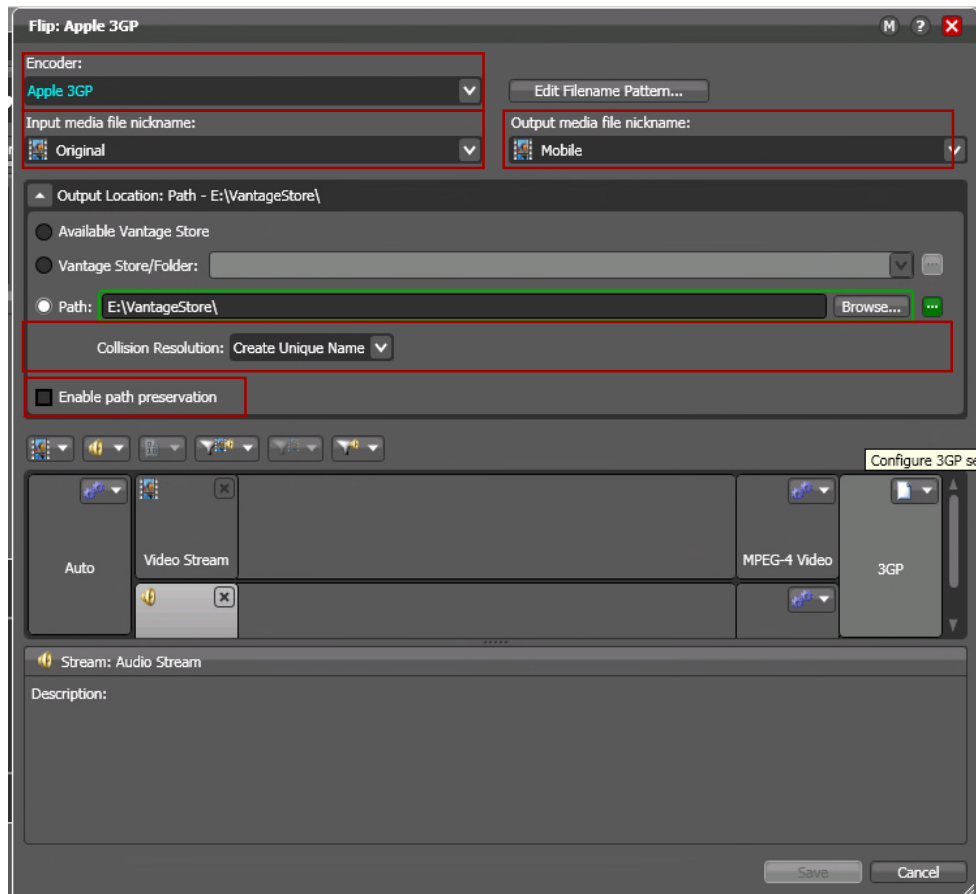 Flip: Apple 3GP
M ?
Encoder:
Apple 3GP
Edit Filename Pattern...
Input media file nickname:
Output media file nickname:
Original
Mobile
Output Location: Path - E:\VantageStore\
Available Vantage Store
Vantage Store/Folder:
Path: E:\VantageStore\ Browse... ...
Collision Resolution: Create Unique Name
Enable path preservation
Configure 3GP se
Auto
Video Stream
MPEG-4 Video
3GP
Stream: Audio Stream
Description:
Save Cancel